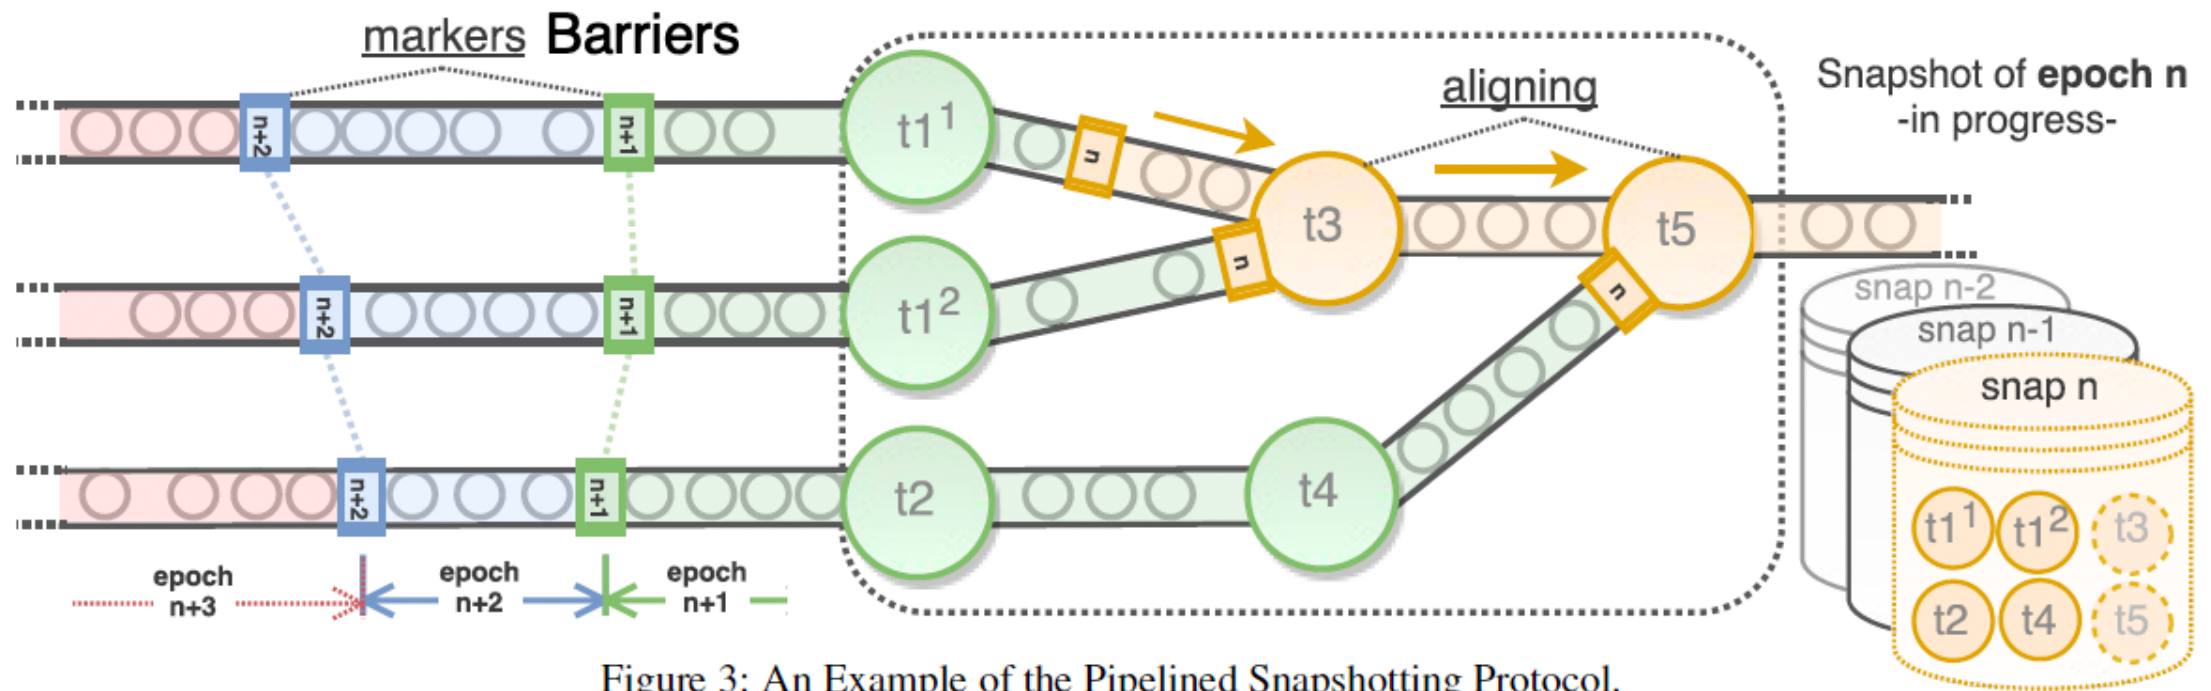 markers Barriers
aligning
Snapshot of epoch n
-in progress-
n+2
n+1
t1¹
n
n+2
n+1
t1²
n
t3
t5
n
n+2
n+1
t2
t4
epoch
n+3
epoch
n+2
epoch
n+1
snap n-2
snap n-1
snap n
t1¹ t1² t3
t2 t4 t5
Figure 3: An Example of the Pipelined Snapshotting Protocol.